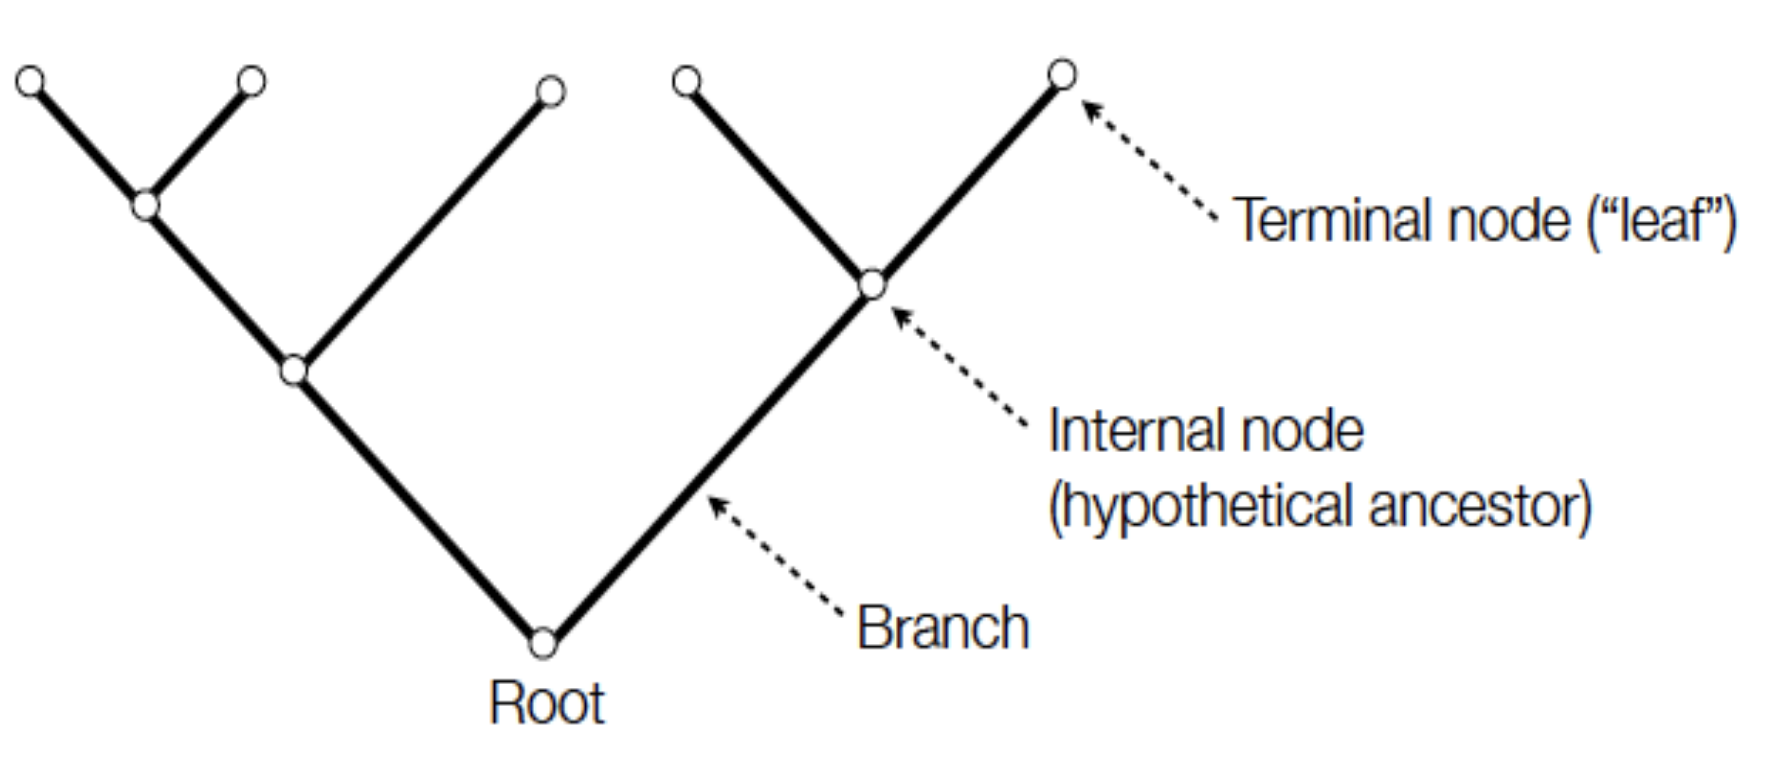 Terminal node (“leaf”)
Internal node
(hypothetical ancestor)
Branch
Root